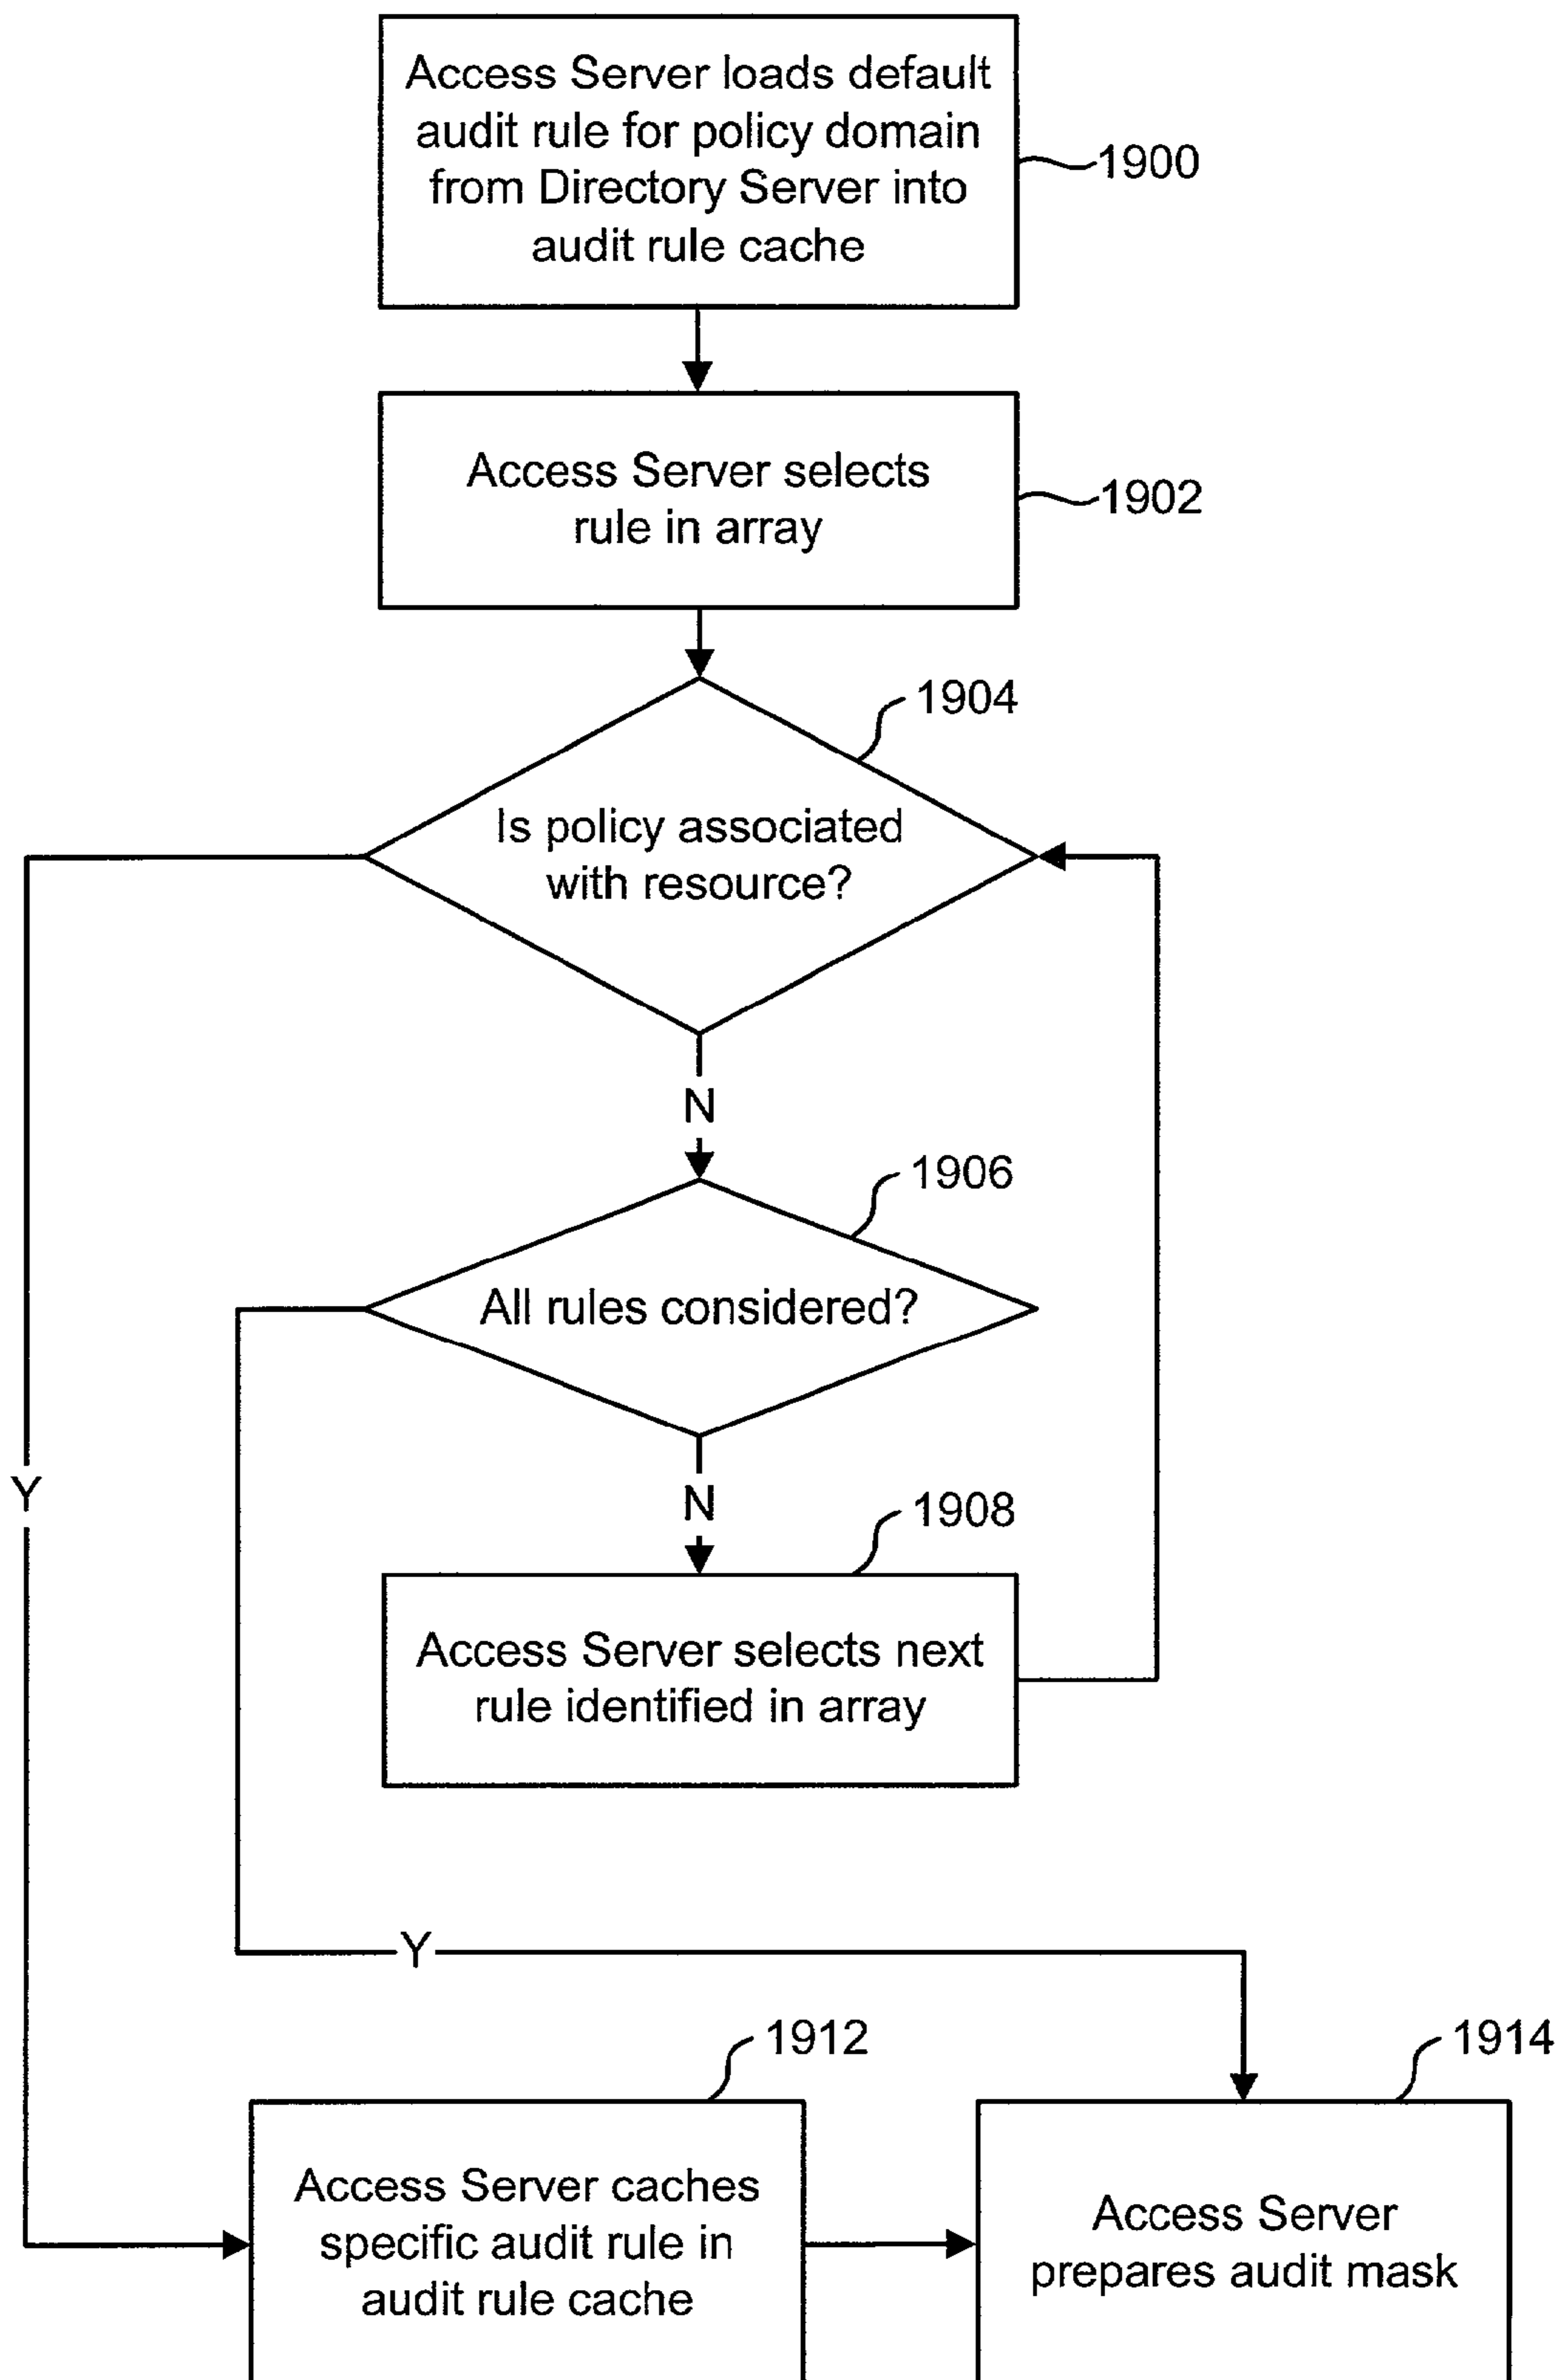 Access Server loads default
audit rule for policy domain
from Directory Server into
audit rule cache
1900
Access Server selects
rule in array
1902
1904
Is policy associated
with resource?
N
1906
All rules considered?
Y
N
1908
Access Server selects next
rule identified in array
Y
1912
1914
Access Server caches
specific audit rule in
audit rule cache
Access Server
prepares audit mask